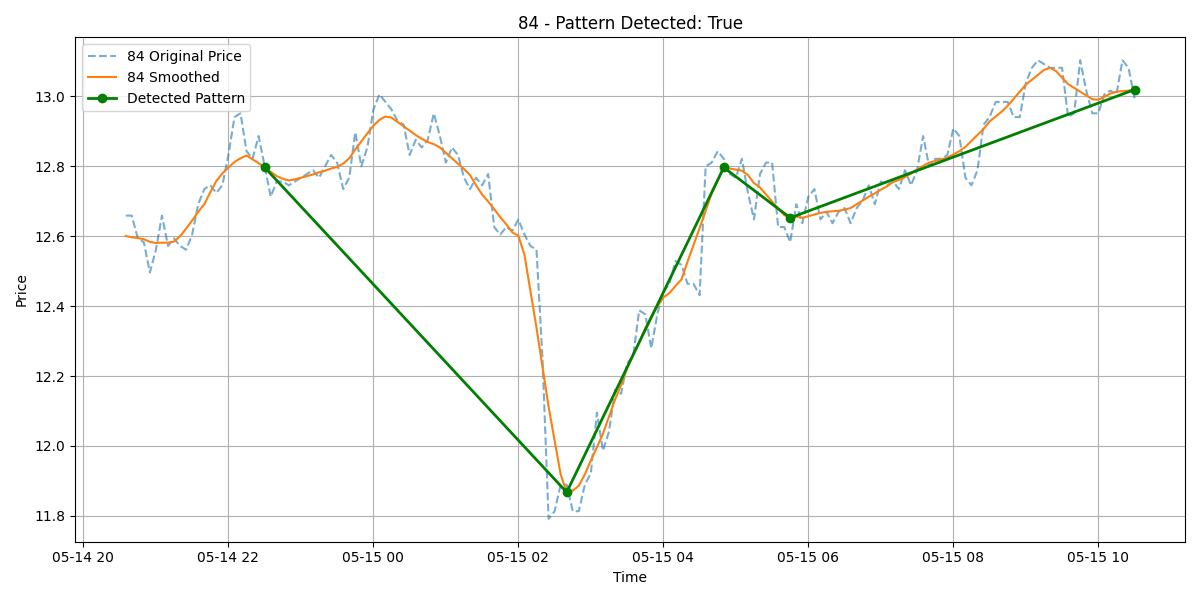 84 - Pattern Detected: True
84 Original Price
84 Smoothed
Detected Pattern
Price
13.0
12.8
12.6
12.4
12.2
12.0
11.8
05-14 20 05-14 22 05-15 00 05-15 02 05-15 04 05-15 06 05-15 08 05-15 10
Time